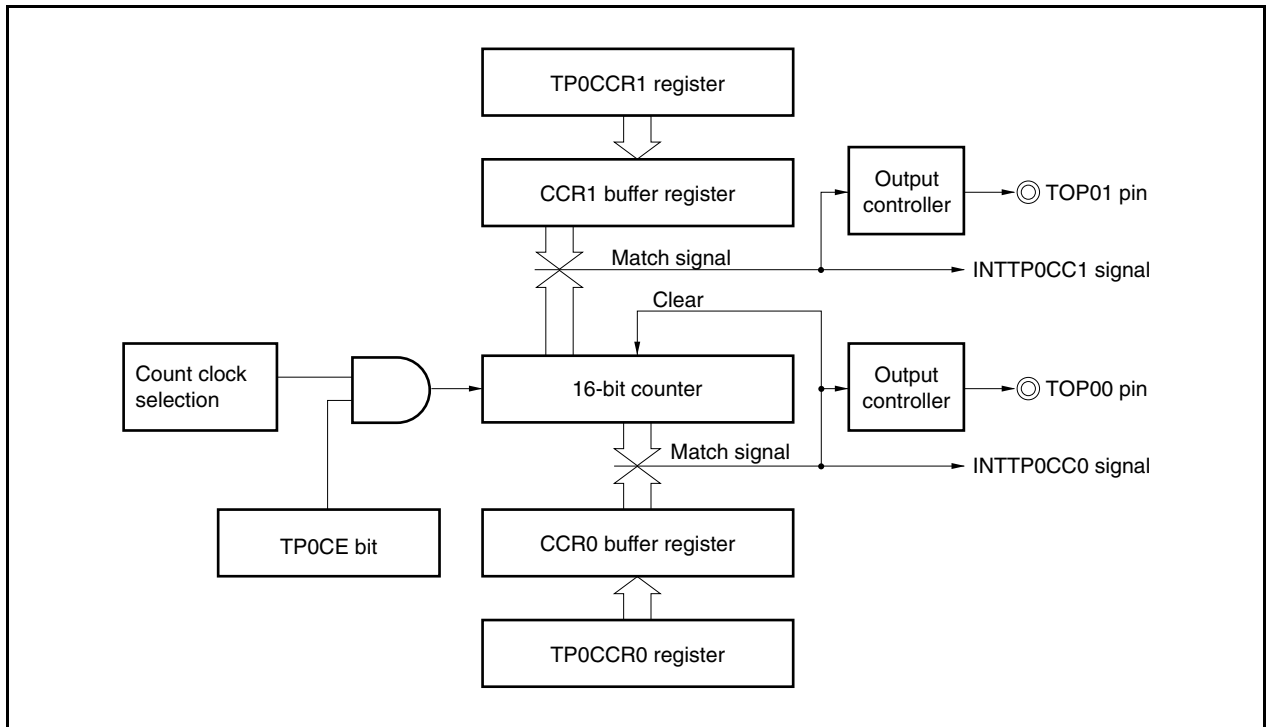 TP0CCR1 register
CCR1 buffer register
Output
controller
TOP01 pin
Match signal
INTTP0CC1 signal
Clear
Count clock
selection
16-bit counter
Output
controller
TOP00 pin
Match signal
INTTP0CC0 signal
TP0CE bit
CCR0 buffer register
TP0CCR0 register